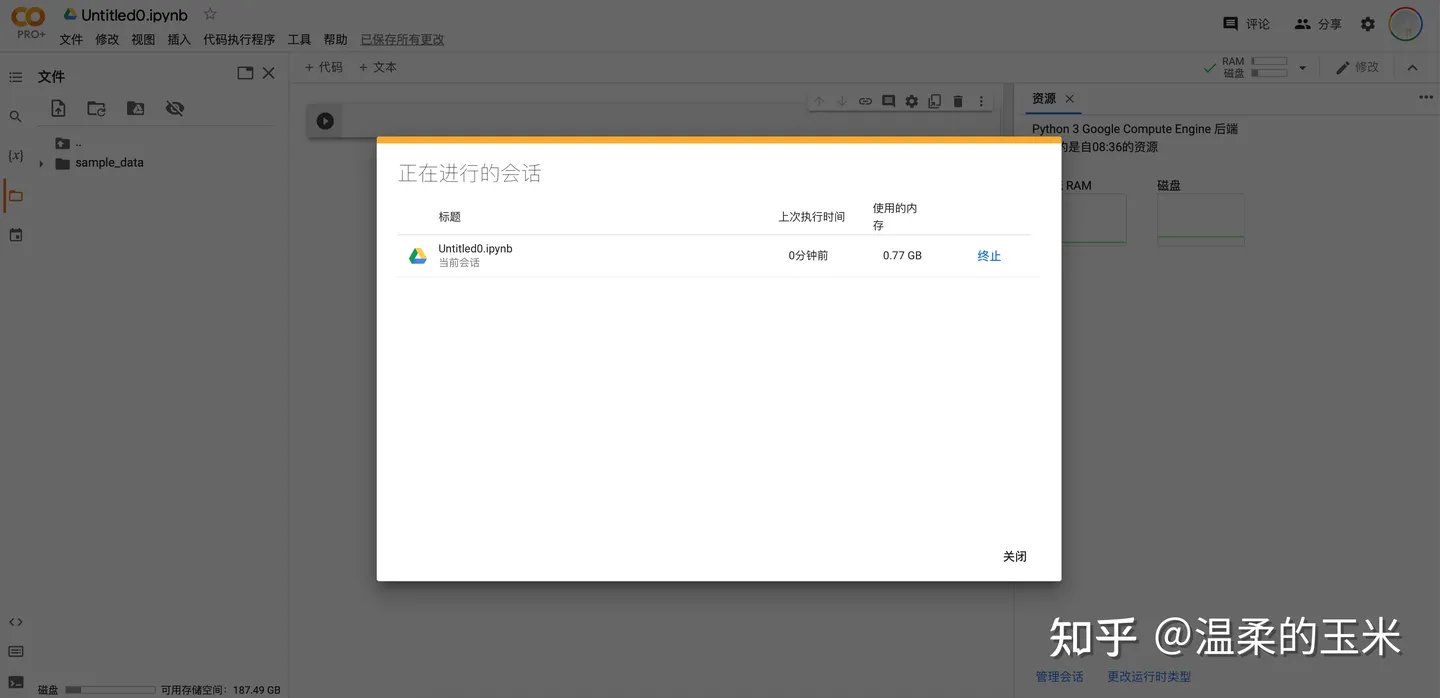 Untitled0.ipynb
PRO+
文件 修改 视图 插入 代码执行程序 工具 帮助 已保存所有更改
评论 分享
文件
+ 代码 + 文本
RAM
磁盘
修改
..
sample_data
资源
Python 3 Google Compute Engine 后端
的是自08:36的资源
RAM 磁盘
正在进行的会话
标题 上次执行时间 使用的内
存
Untitled0.ipynb 0分钟前 0.77 GB 终止
当前会话
关闭
知乎 @温柔的玉米
管理会话 更改运行时类型
磁盘 可用存储空间: 187.49 GB